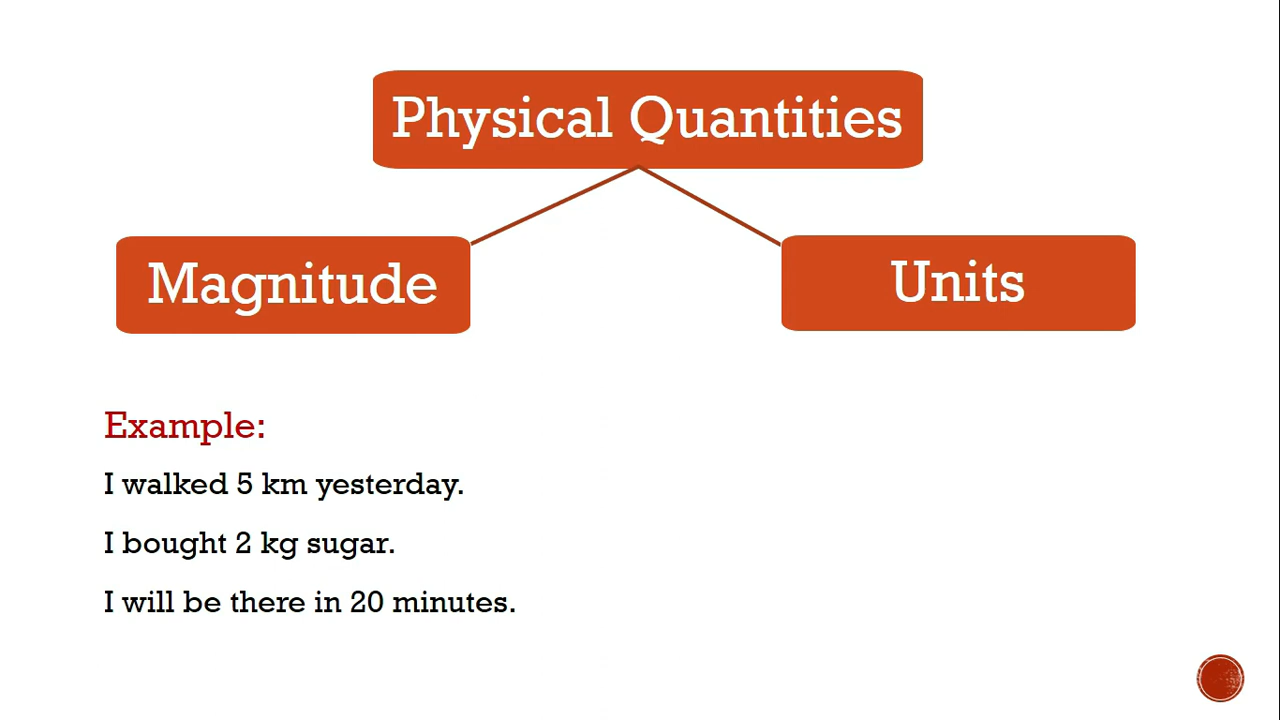 Physical Quantities
Magnitude
Units
Example:
I walked 5 km yesterday.
I bought 2 kg sugar.
I will be there in 20 minutes.